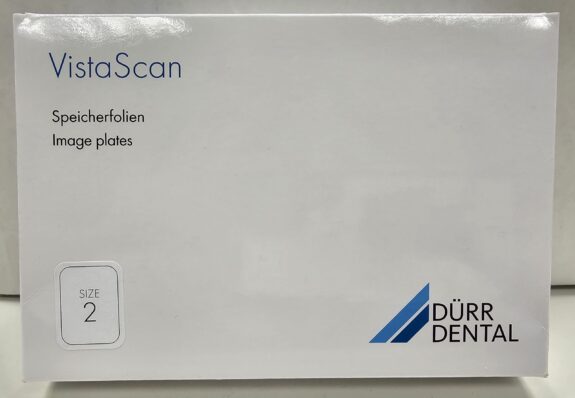 VistaScan
Speicherfolien
Image plates
SIZE
2
DÜRR
DENTAL